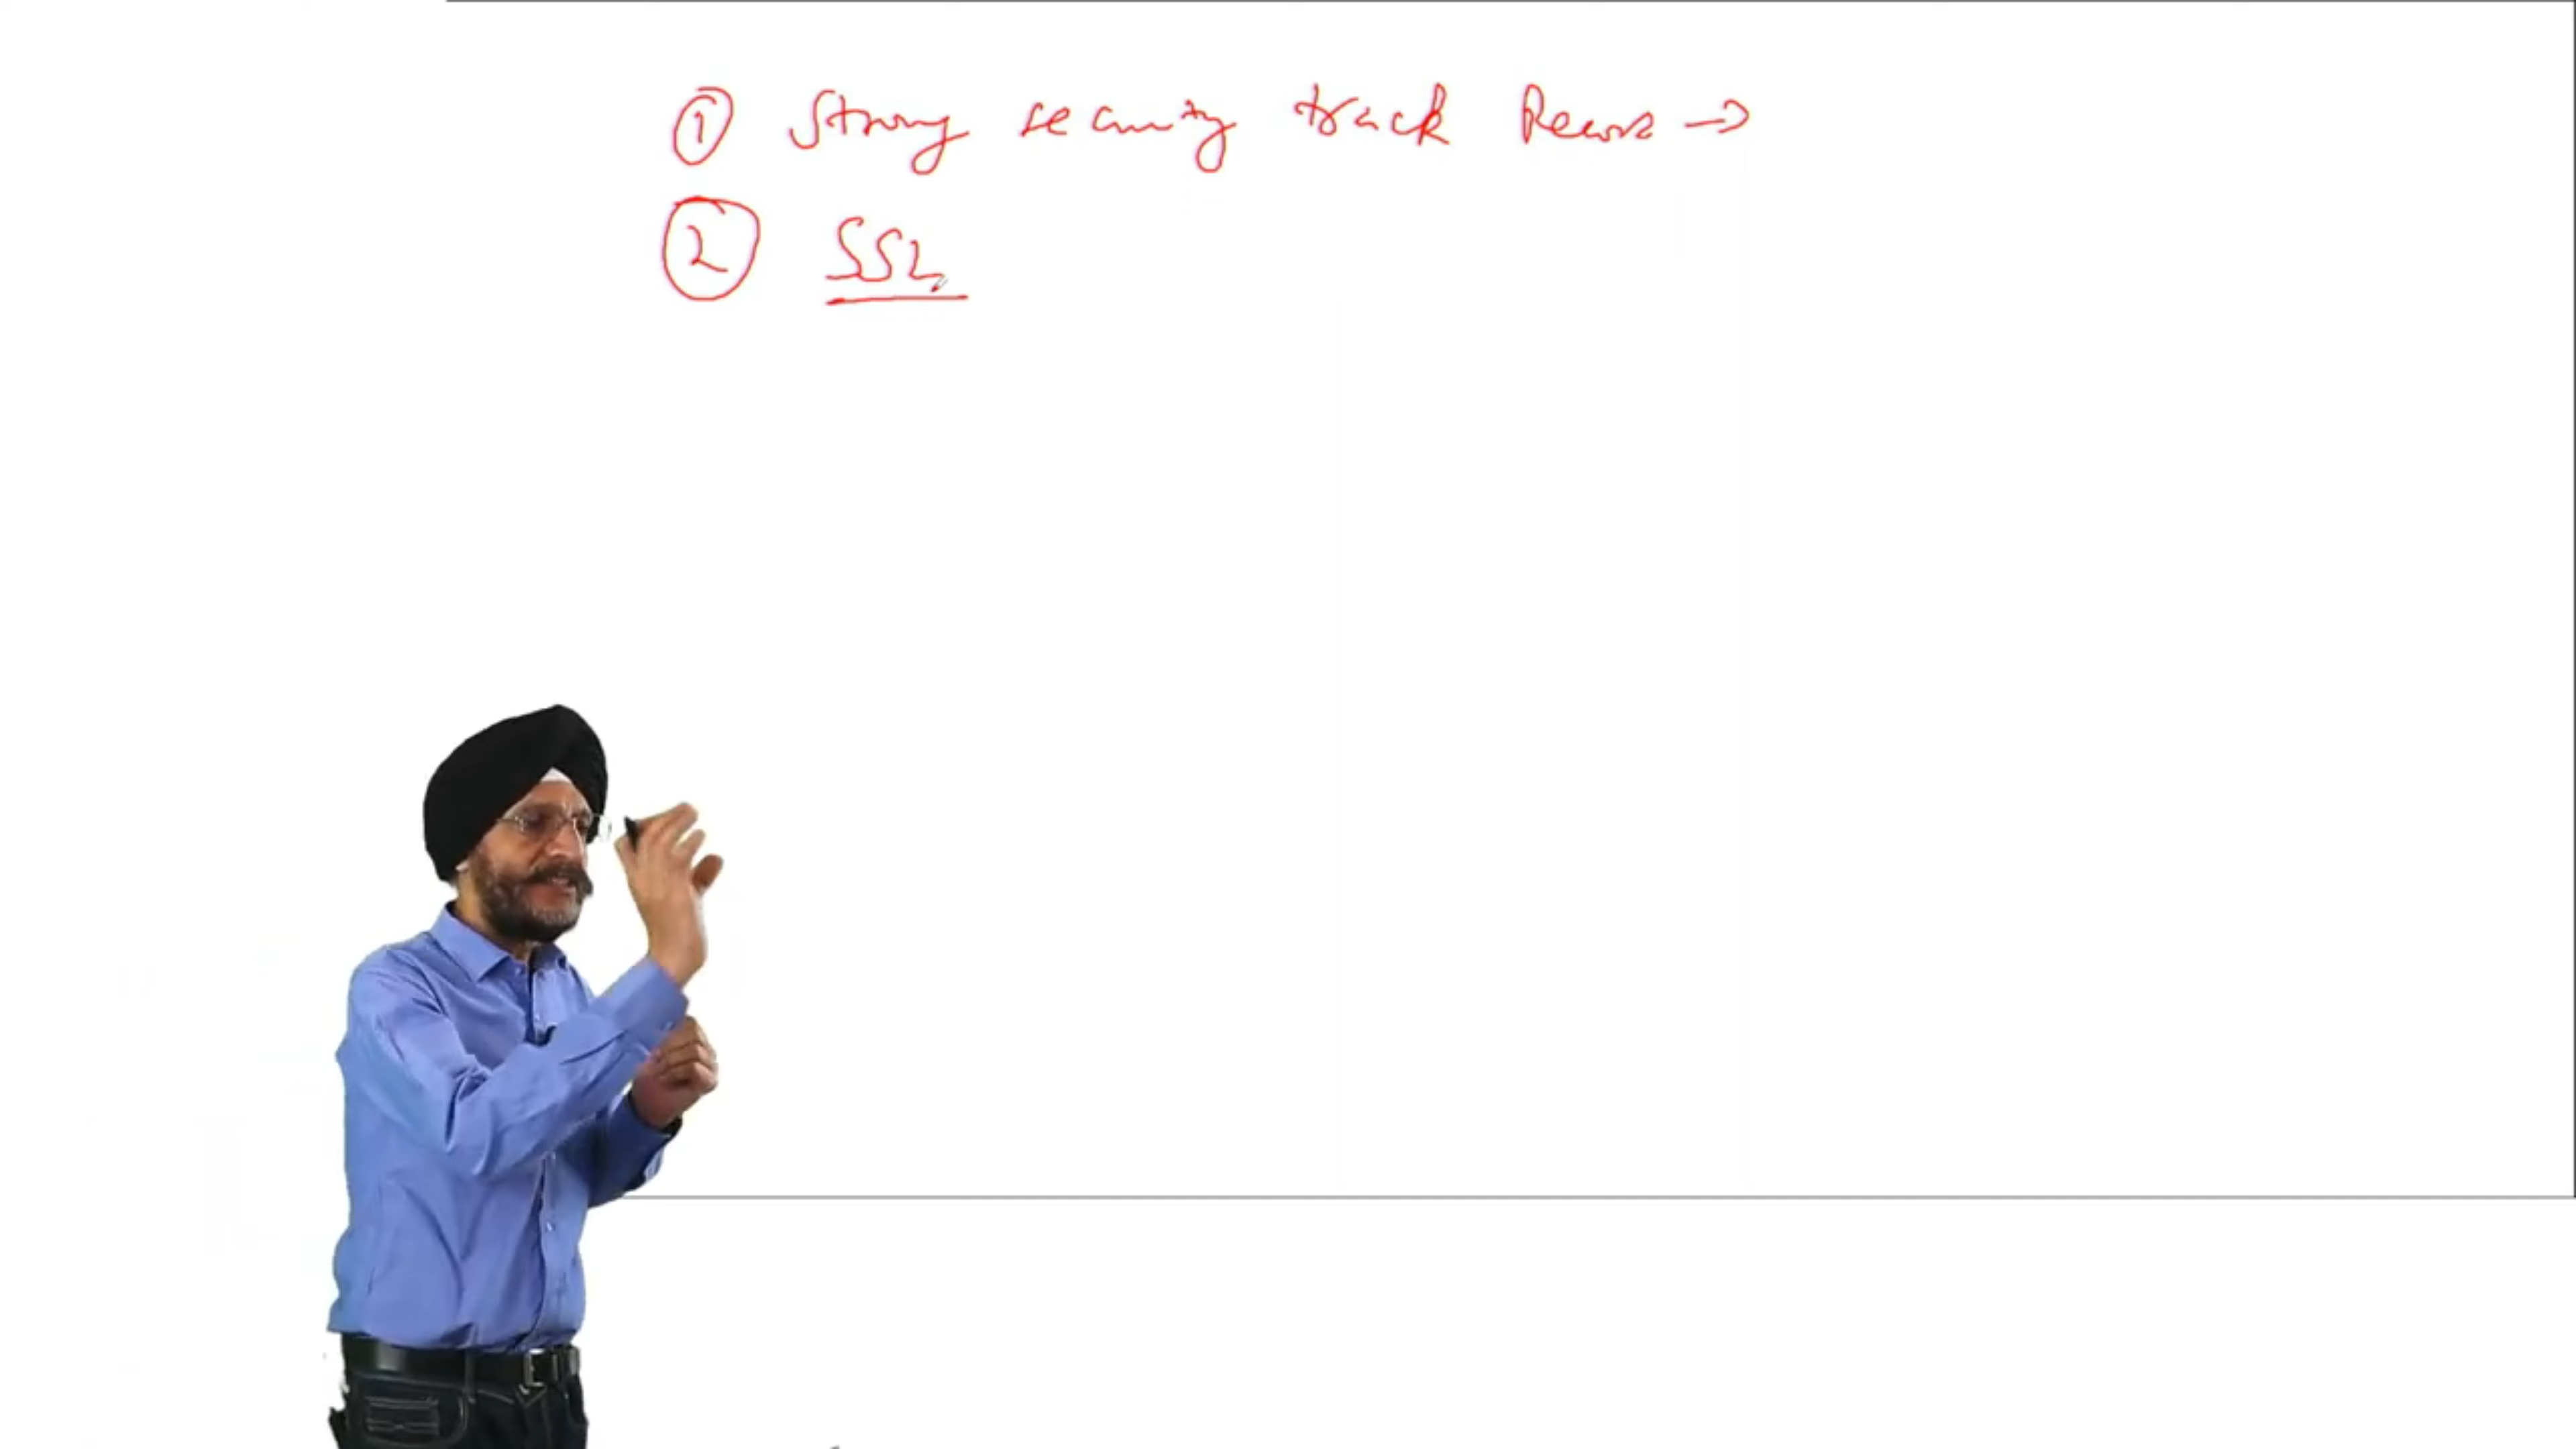 ① Strong security track Record →
② SSL